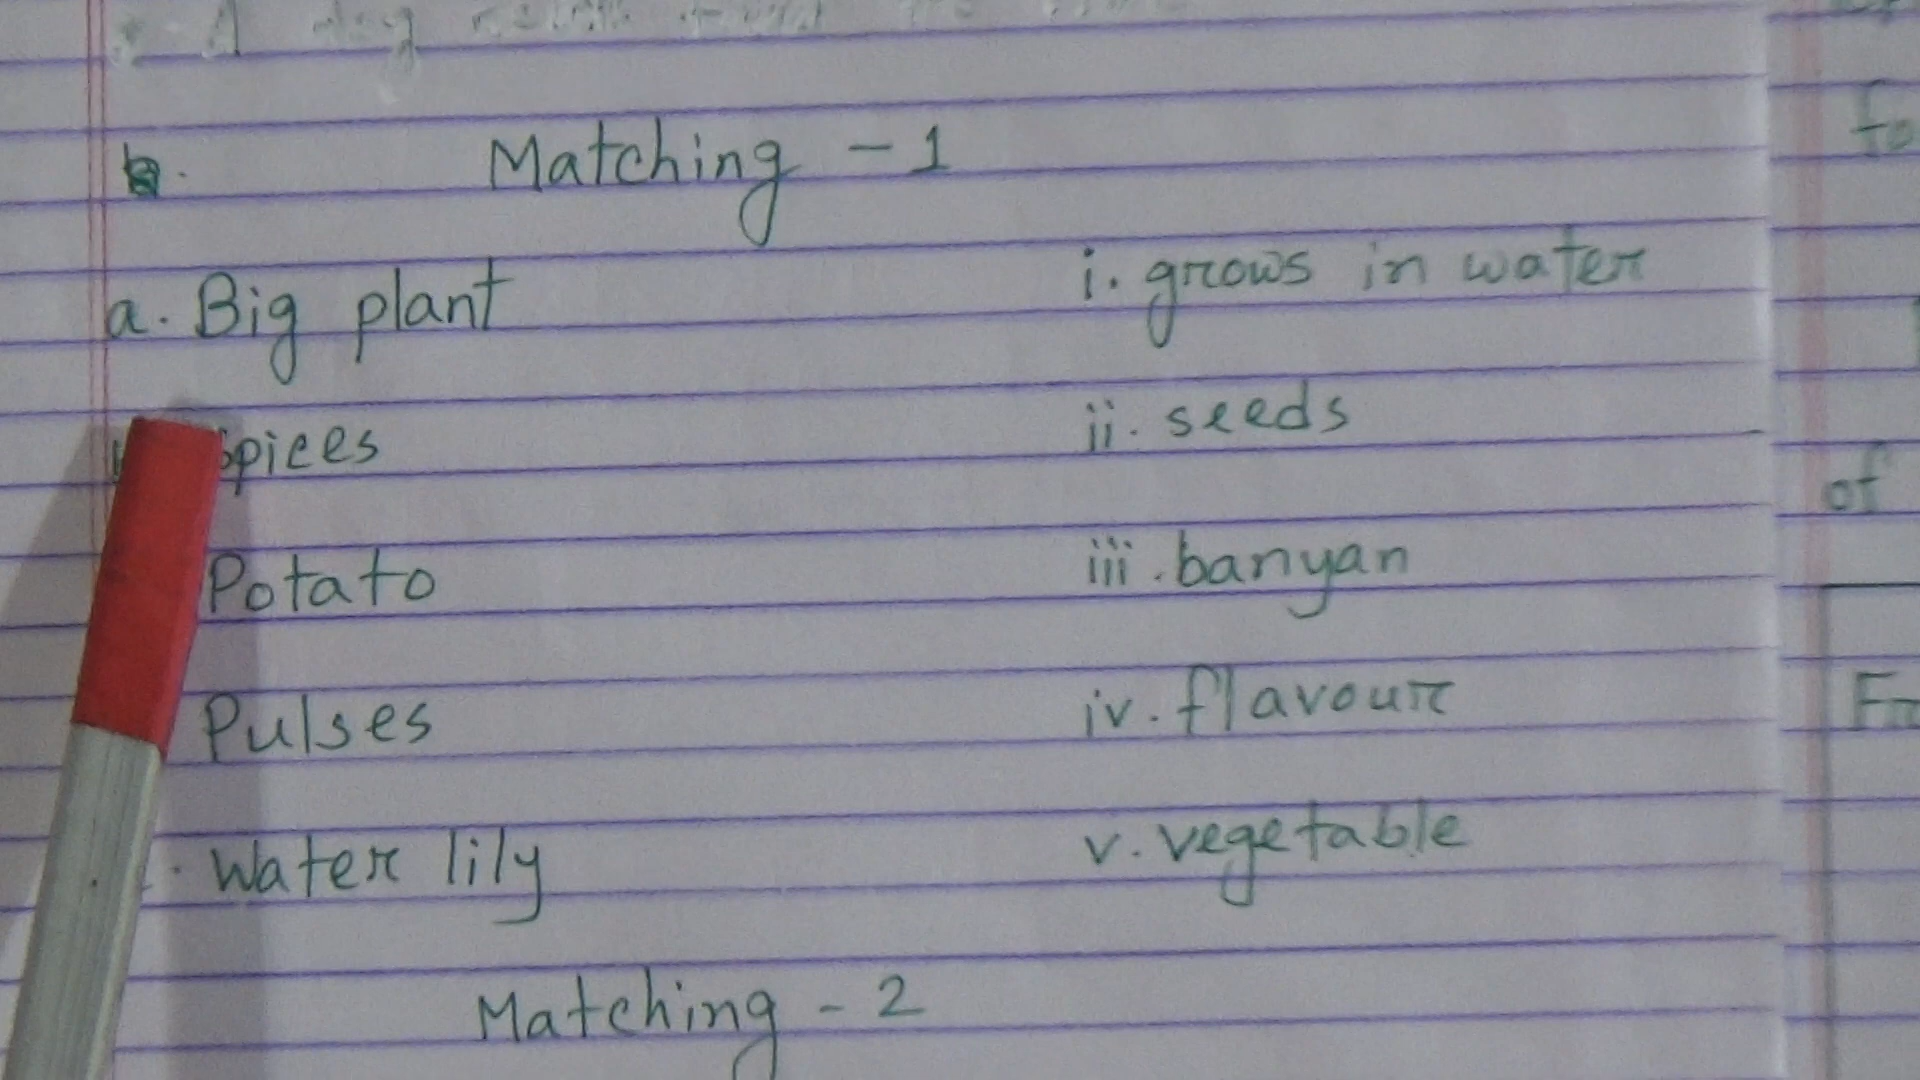 Matching - 1
a. Big plant i. grows in water
Spices ii. seeds
Potato iii. banyan
Pulses iv. flavour
Water lily v. vegetable
Matching - 2
of